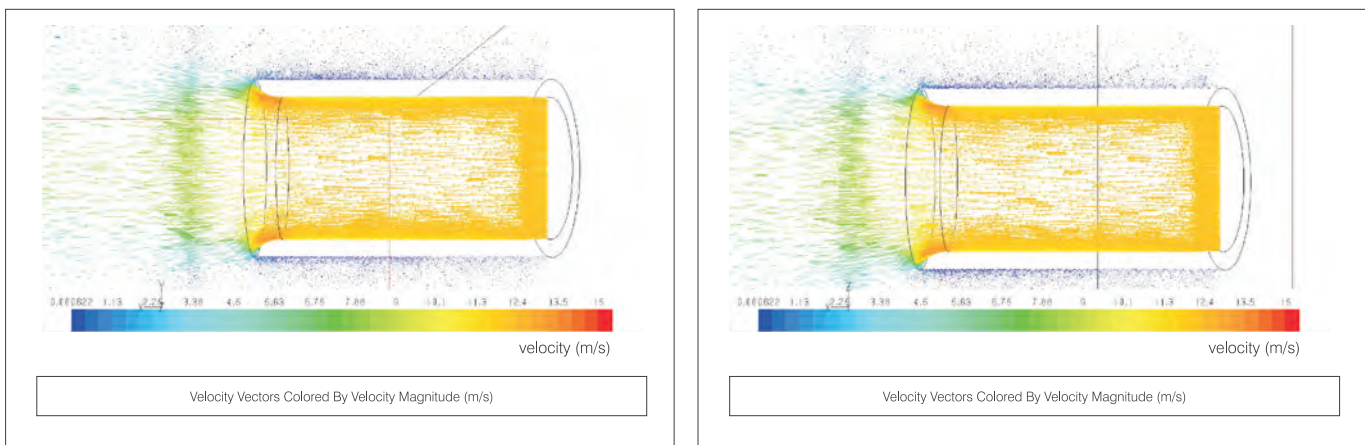 0.000822 1.13 2.25 3.38 4.5 5.63 6.75 7.88 9 10.1 11.3 12.4 13.5 15
velocity (m/s)
Velocity Vectors Colored By Velocity Magnitude (m/s)
0.000822 1.13 2.25 3.38 4.5 5.63 6.75 7.88 9 10.1 11.3 12.4 13.5 15
velocity (m/s)
Velocity Vectors Colored By Velocity Magnitude (m/s)